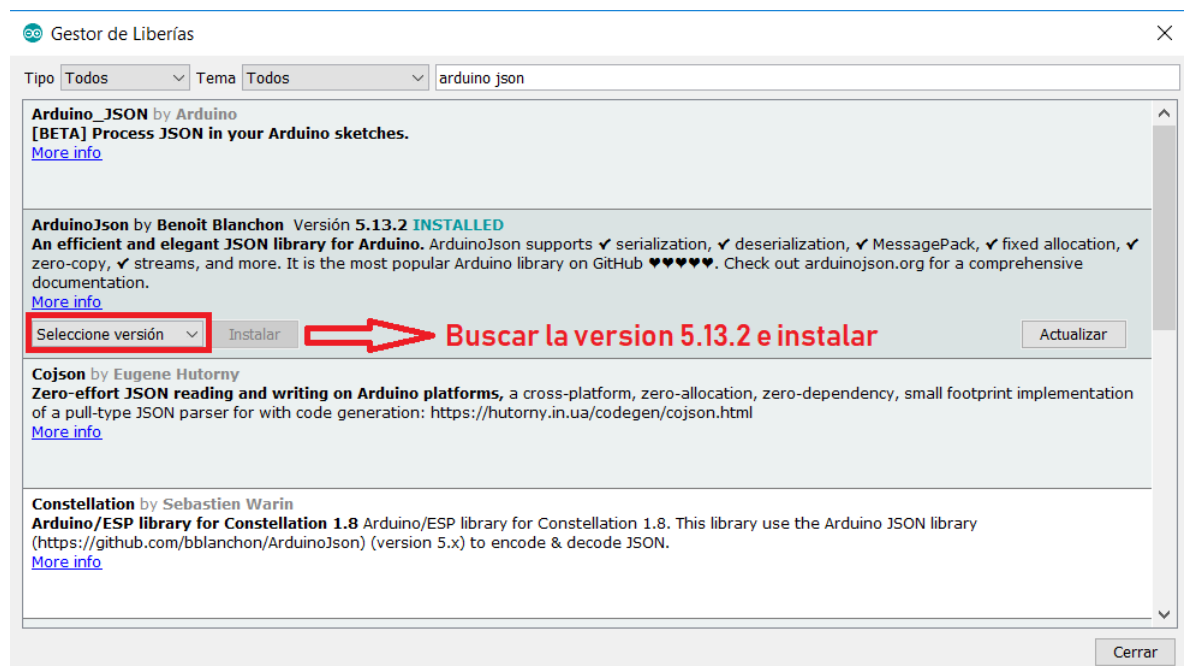 Gestor de Liberías
Tipo Todos Tema Todos arduino json
Arduino_JSON by Arduino
[BETA] Process JSON in your Arduino sketches.
More info
ArduinoJson by Benoit Blanchon Versión 5.13.2 INSTALLED
An efficient and elegant JSON library for Arduino. ArduinoJson supports ✔ serialization, ✔ deserialization, ✔ MessagePack, ✔ fixed allocation, ✔
zero-copy, ✔ streams, and more. It is the most popular Arduino library on GitHub ♥♥♥♥♥. Check out arduinojson.org for a comprehensive
documentation.
More info
Seleccione versión Instalar Buscar la version 5.13.2 e instalar Actualizar
Cojson by Eugene Hutorny
Zero-effort JSON reading and writing on Arduino platforms, a cross-platform, zero-allocation, zero-dependency, small footprint implementation
of a pull-type JSON parser for with code generation: https://hutorny.in.ua/codegen/cojson.html
More info
Constellation by Sebastien Warin
Arduino/ESP library for Constellation 1.8 Arduino/ESP library for Constellation 1.8. This library use the Arduino JSON library
(https://github.com/bblanchon/ArduinoJson) (version 5.x) to encode & decode JSON.
More info
Cerrar